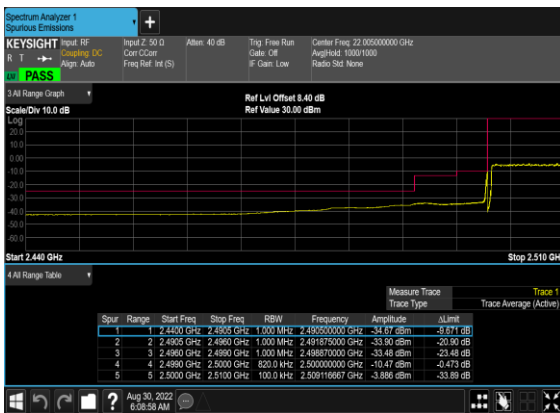 Spectrum Analyzer 1
Spurious Emissions
KEYSIGHT Input: RF Input Z: 50 Ω Atten: 40 dB Trig: Free Run Center Freq: 22.005000000 GHz
R T Coupling: DC Corr CCorr Gate: Off Avg|Hold: 1000/1000
Align: Auto Freq Ref: Int (S) IF Gain: Low Radio Std: None
PASS
3 All Range Graph
Ref Lvl Offset 8.40 dB
Scale/Div 10.0 dB Ref Value 30.00 dBm
Log
20.0
10.0
0.00
-10.0
-20.0
-30.0
-40.0
-50.0
-60.0
Start 2.440 GHz Stop 2.510 GH
4 All Range Table
Measure Trace Trace 1
Trace Type Trace Average (Active)
Spur Range Start Freq Stop Freq RBW Frequency Amplitude ΔLimit
1 1 2.4400 GHz 2.4905 GHz 1.000 MHz 2.490500000 GHz -34.67 dBm -9.671 dB
2 2 2.4905 GHz 2.4960 GHz 1.000 MHz 2.491875000 GHz -33.90 dBm -20.90 dB
3 3 2.4960 GHz 2.4990 GHz 1.000 MHz 2.498870000 GHz -33.48 dBm -23.48 dB
4 4 2.4990 GHz 2.5000 GHz 820.0 kHz 2.500000000 GHz -10.47 dBm -0.473 dB
5 5 2.5000 GHz 2.5100 GHz 100.0 kHz 2.509116667 GHz -3.886 dBm -33.89 dB
Aug 30, 2022
6:08:58 AM